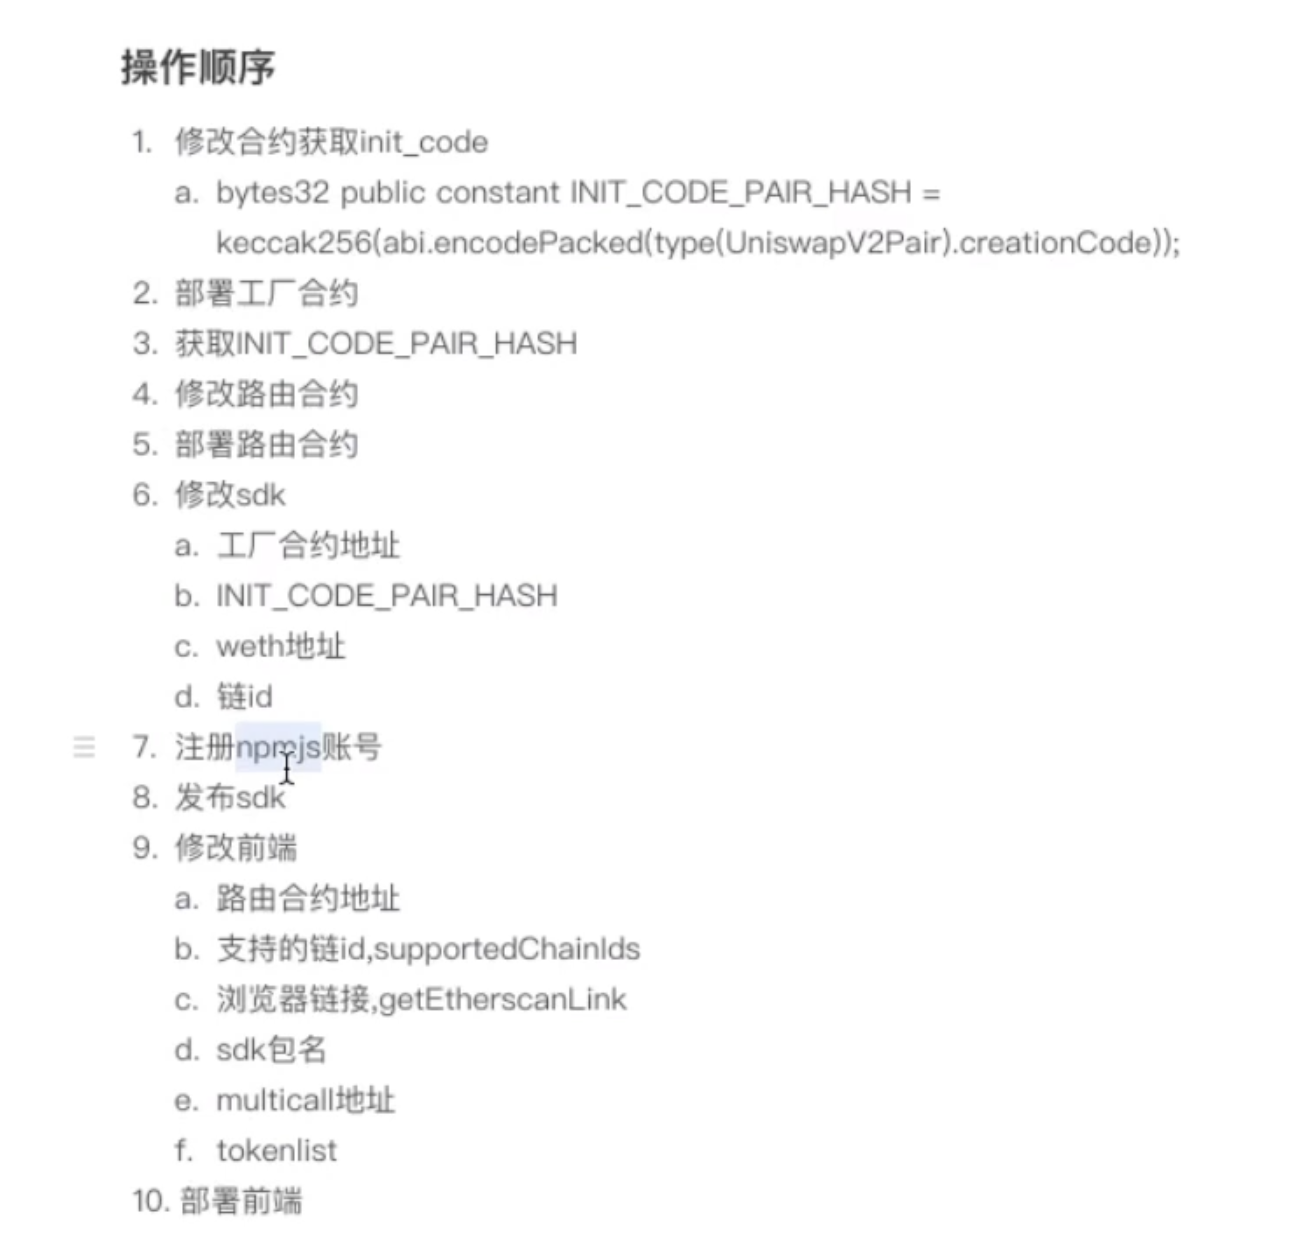 操作顺序
1. 修改合约获取init_code
a. bytes32 public constant INIT_CODE_PAIR_HASH =
keccak256(abi.encodePacked(type(UniswapV2Pair).creationCode));
2. 部署工厂合约
3. 获取INIT_CODE_PAIR_HASH
4. 修改路由合约
5. 部署路由合约
6. 修改sdk
a. 工厂合约地址
b. INIT_CODE_PAIR_HASH
c. weth地址
d. 链id
7. 注册npmjs账号
8. 发布sdk
9. 修改前端
a. 路由合约地址
b. 支持的链id,supportedChainIds
c. 浏览器链接,getEtherscanLink
d. sdk包名
e. multicall地址
f. tokenlist
10. 部署前端